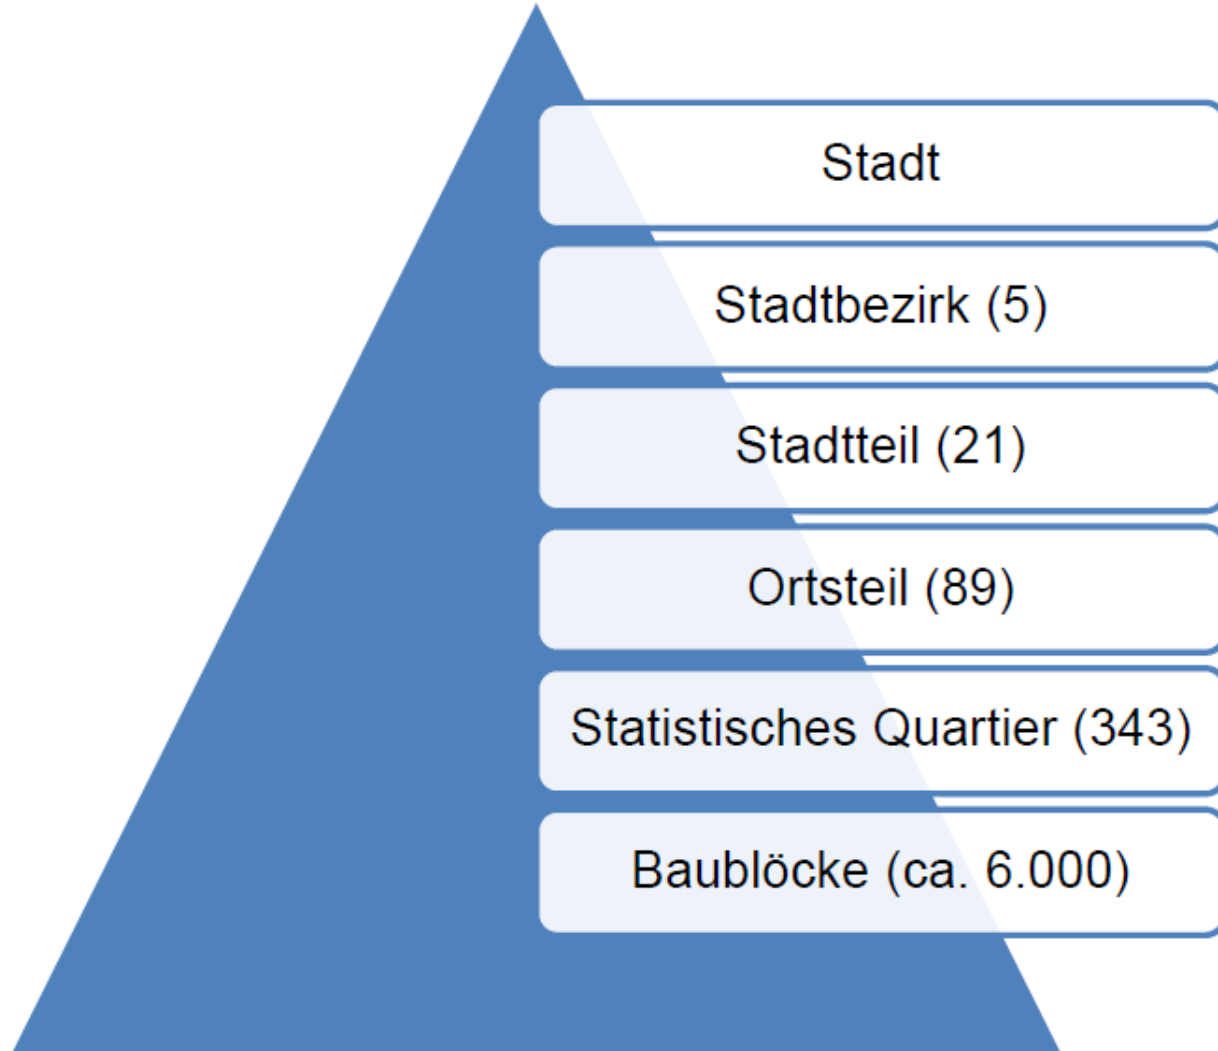 Stadt
Stadtbezirk (5)
Stadtteil (21)
Ortsteil (89)
Statistisches Quartier (343)
Baublöcke (ca. 6.000)